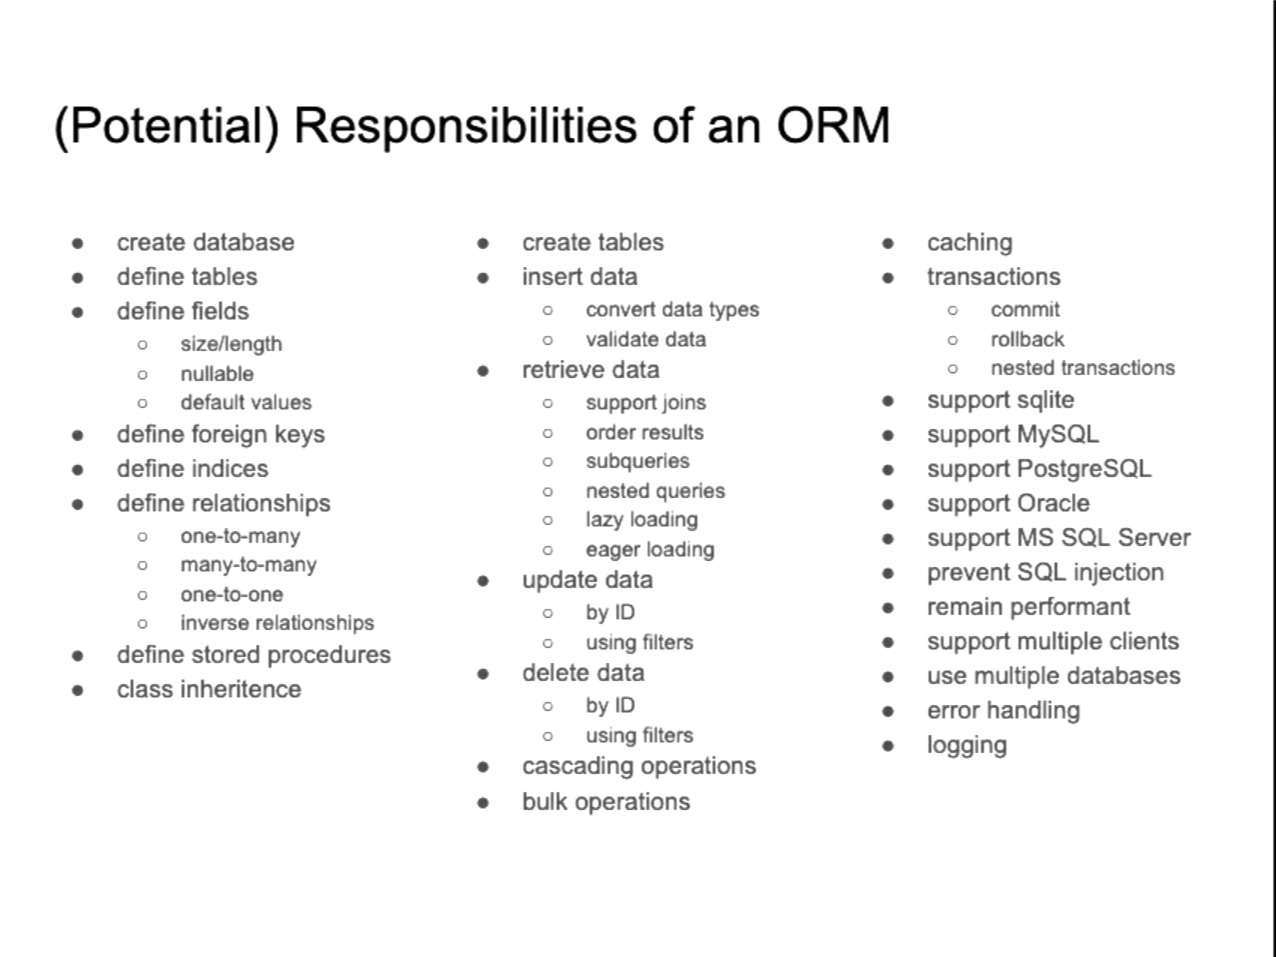 (Potential) Responsibilities of an ORM
● create database
● define tables
● define fields
○ size/length
○ nullable
○ default values
● define foreign keys
● define indices
● define relationships
○ one-to-many
○ many-to-many
○ one-to-one
○ inverse relationships
● define stored procedures
● class inheritence
● create tables
● insert data
○ convert data types
○ validate data
● retrieve data
○ support joins
○ order results
○ subqueries
○ nested queries
○ lazy loading
○ eager loading
● update data
○ by ID
○ using filters
● delete data
○ by ID
○ using filters
● cascading operations
● bulk operations
● caching
● transactions
○ commit
○ rollback
○ nested transactions
● support sqlite
● support MySQL
● support PostgreSQL
● support Oracle
● support MS SQL Server
● prevent SQL injection
● remain performant
● support multiple clients
● use multiple databases
● error handling
● logging